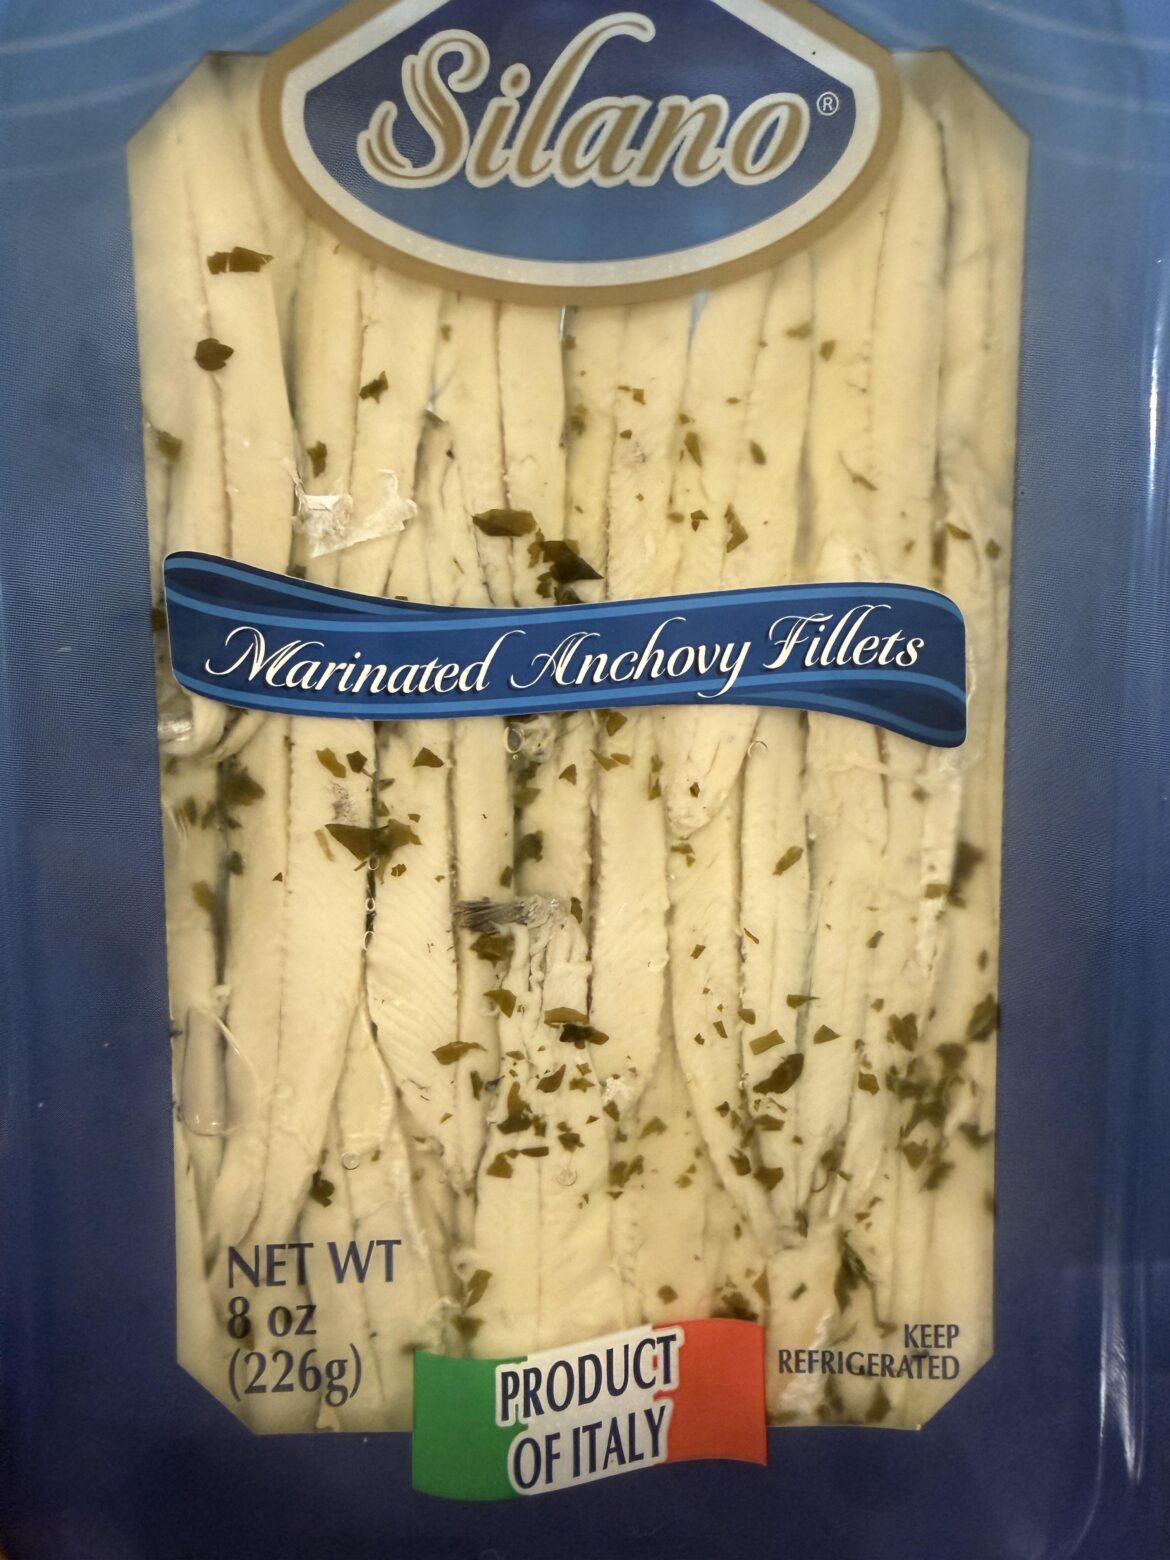 Silano®
Marinated Anchovy Fillets
NET WT
8 oz
(226g)
PRODUCT
OF ITALY
KEEP
REFRIGERATED